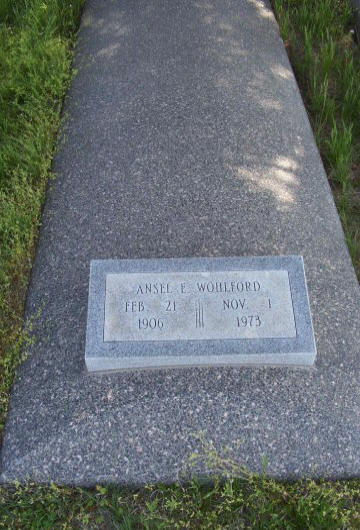 ANSEL E. WOHLFORD
FEB. 21 NOV. 1
1906 1973